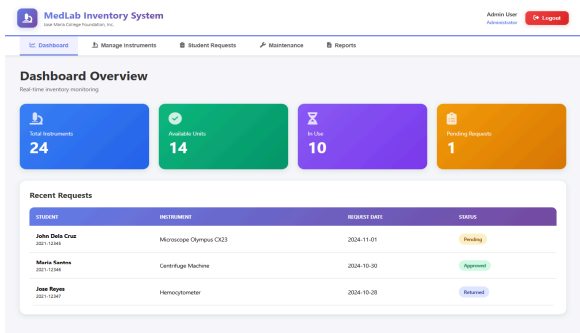 MedLab Inventory System
Jose Maria College Foundation, Inc.
Admin User
Administrator
Logout
Dashboard
Manage Instruments
Student Requests
Maintenance
Reports
Dashboard Overview
Real-time inventory monitoring
Total Instruments
24
Available Units
14
In Use
10
Pending Requests
1
Recent Requests
STUDENT INSTRUMENT REQUEST DATE STATUS
John Dela Cruz
2021-12345
Microscope Olympus CX23 2024-11-01 Pending
Maria Santos
2021-12346
Centrifuge Machine 2024-10-30 Approved
Jose Reyes
2021-12347
Hemocytometer 2024-10-28 Returned